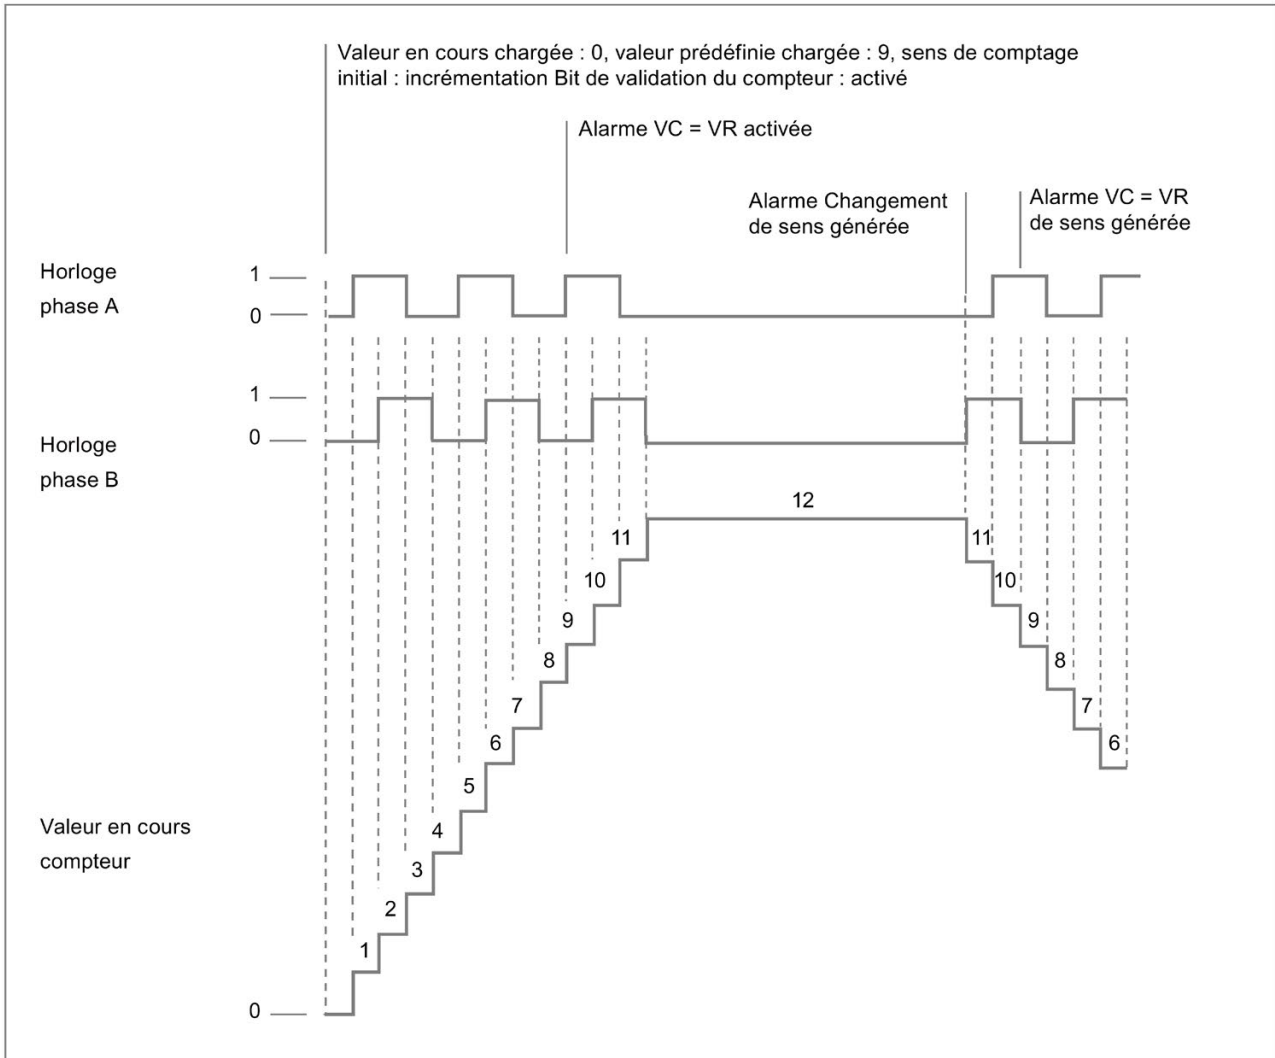 Valeur en cours chargée : 0, valeur prédéfinie chargée : 9, sens de comptage
initial : incrémentation Bit de validation du compteur : activé
Alarme VC = VR activée
Alarme Changement
de sens générée
Alarme VC = VR
de sens générée
Horloge
phase A
1
0
1
0
Horloge
phase B
12
11
11
10
10
9
9
8
8
7
7
6
6
5
4
Valeur en cours
compteur
3
2
1
0